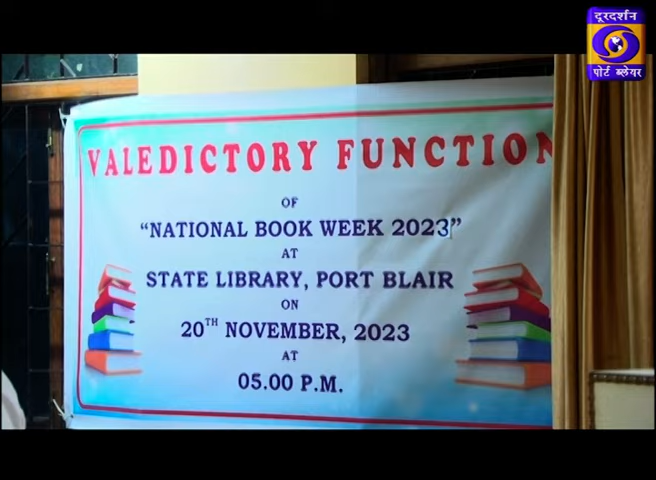 दूरदर्शन
पोर्ट ब्लेयर
VALEDICTORY FUNCTION
OF
“NATIONAL BOOK WEEK 2023”
AT
STATE LIBRARY, PORT BLAIR
ON
20TH NOVEMBER, 2023
AT
05.00 P.M.